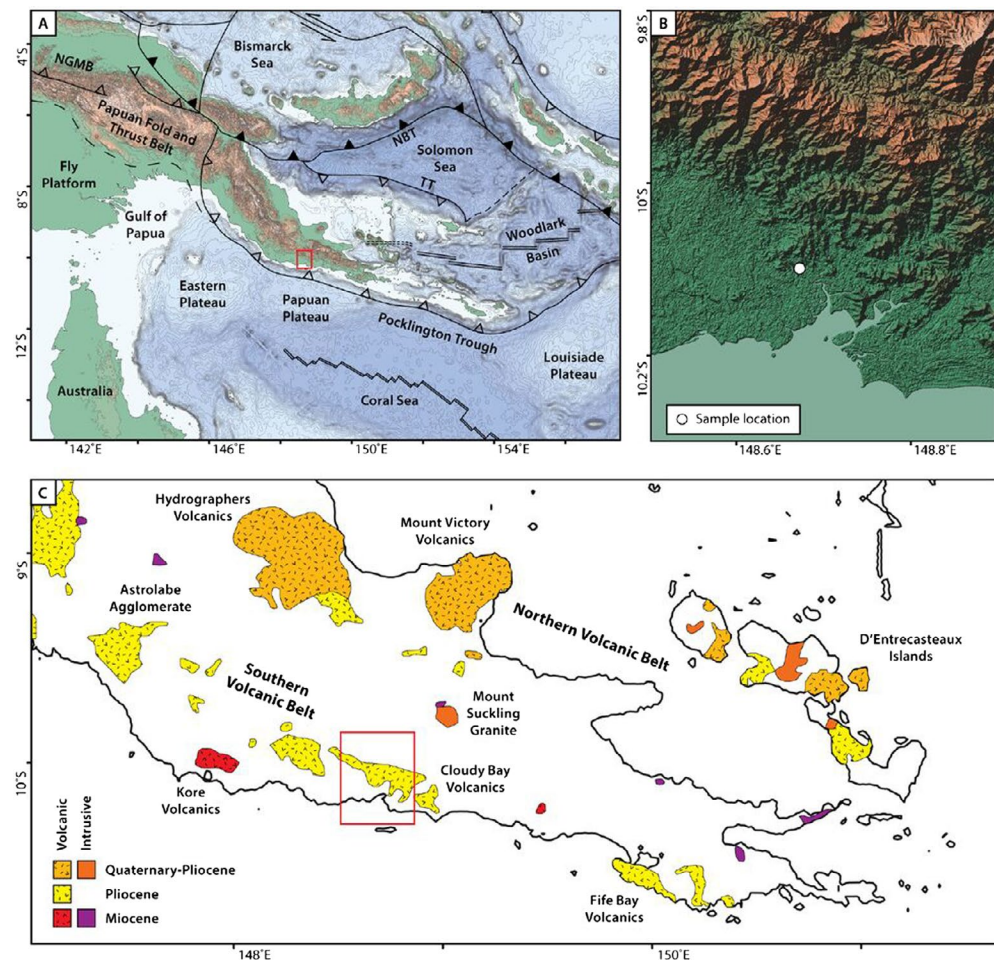 A
Bismarck
Sea
4°S
NGMB
Papuan Fold and
Thrust Belt
NBT
Solomon
Sea
Fly
Platform
8°S
TT
Gulf of
Papua
Woodlark
Basin
Eastern
Plateau
Papuan
Plateau
Pocklington Trough
12°S
Louisiade
Plateau
Australia
Coral Sea
142°E
146°E
150°E
154°E
B
9.8°S
10°S
10.2°S
Sample location
148.6°E
148.8°E
C
Hydrographers
Volcanics
Mount Victory
Volcanics
9°S
Astrolabe
Agglomerate
Northern Volcanic Belt
D'Entrecasteaux
Islands
Southern
Volcanic Belt
Mount
Suckling
Granite
10°S
Kore
Volcanics
Cloudy Bay
Volcanics
Volcanic
Intrusive
Quaternary-Pliocene
Pliocene
Miocene
Fife Bay
Volcanics
148°E
150°E